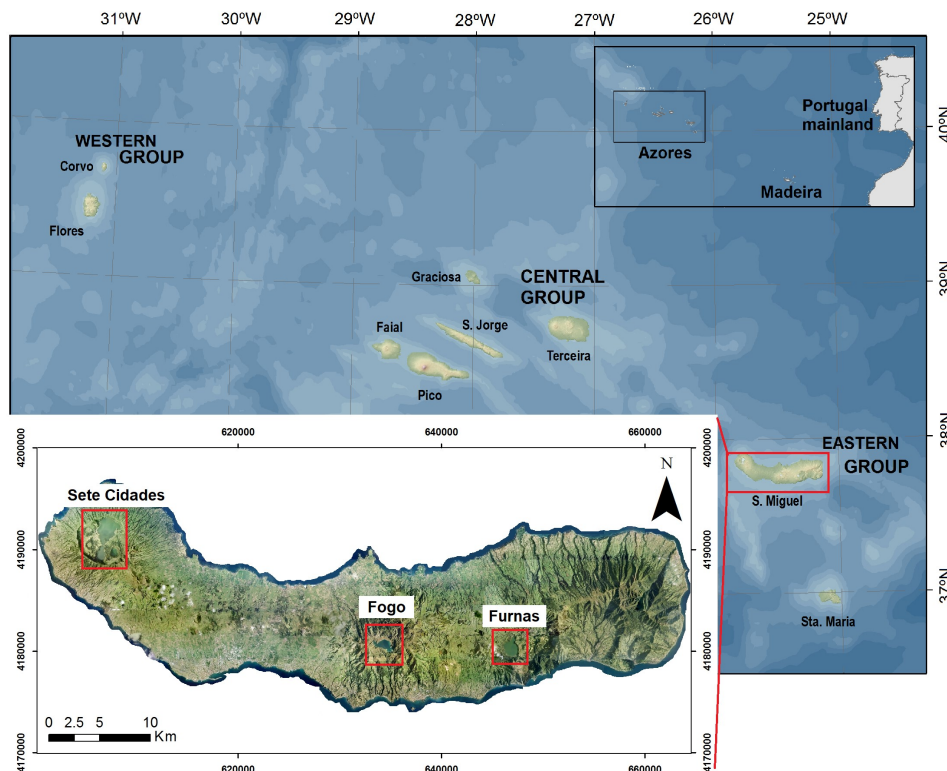 31ºW
30ºW
29ºW
28ºW
27ºW
26ºW
25ºW
40ºN
39ºN
38ºN
37ºN
Portugal
mainland
Azores
Madeira
WESTERN
GROUP
Corvo
Flores
Graciosa
CENTRAL
GROUP
S. Jorge
Faial
Terceira
Pico
EASTERN
GROUP
S. Miguel
Sta. Maria
620000
640000
660000
4200000
4200000
N
Sete Cidades
4190000
4190000
Fogo
Furnas
4180000
4180000
0 2.5 5 10
Km
4170000
4170000
620000
640000
660000